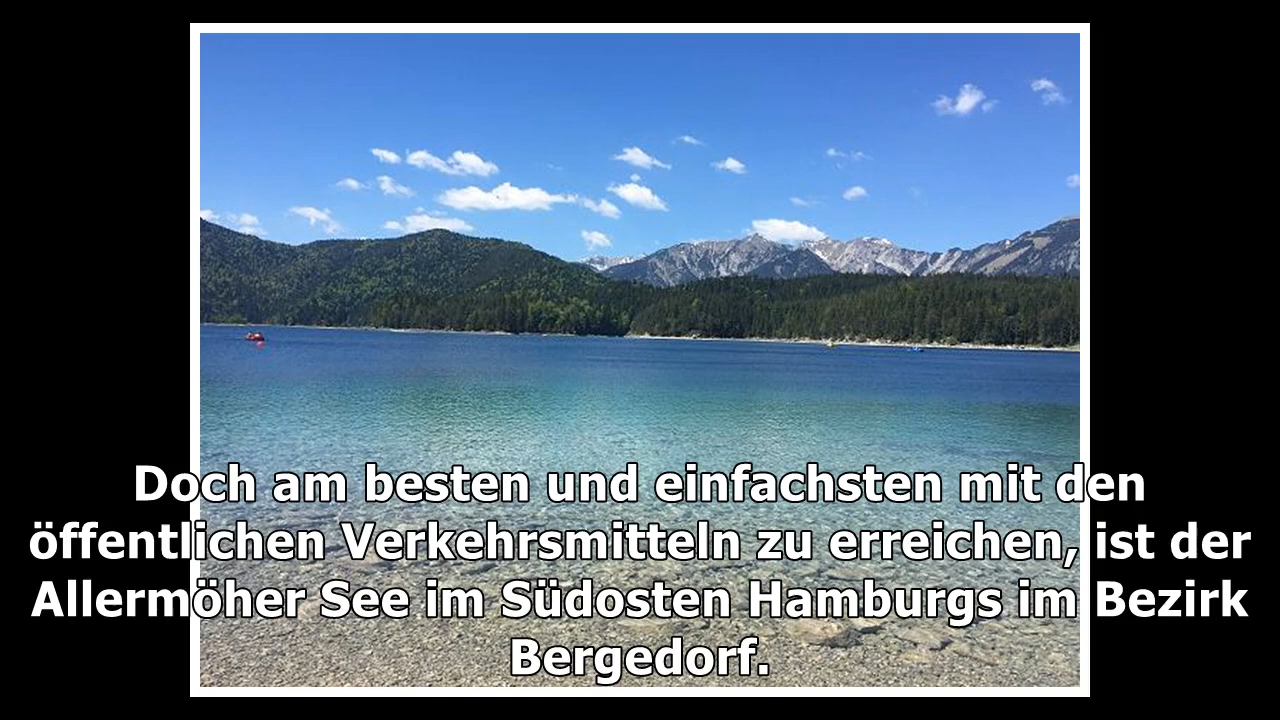 Doch am besten und einfachsten mit den
öffentlichen Verkehrsmitteln zu erreichen, ist der
Allermöher See im Südosten Hamburgs im Bezirk
Bergedorf.